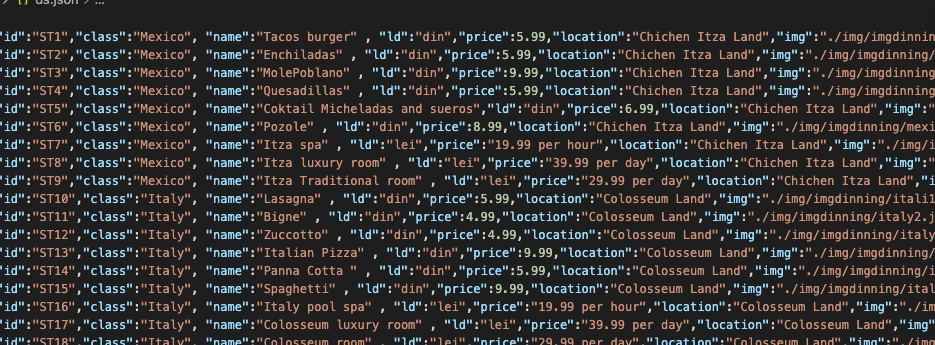 ds.json > ...
"id":"ST1","class":"Mexico", "name":"Tacos burger" , "ld":"din","price":5.99,"location":"Chichen Itza Land","img":"./img/imgdinning
"id":"ST2","class":"Mexico", "name":"Enchiladas"  , "ld":"din","price":5.99,"location":"Chichen Itza Land","img":"./img/imgdinning/
"id":"ST3","class":"Mexico", "name":"MolePoblano" , "ld":"din","price":9.99,"location":"Chichen Itza Land","img":"./img/imgdinning
"id":"ST4","class":"Mexico", "name":"Quesadillas" , "ld":"din","price":5.99,"location":"Chichen Itza Land","img":"./img/imgdinning
"id":"ST5","class":"Mexico", "name":"Coktail Micheladas and sueros","ld":"din","price":6.99,"location":"Chichen Itza Land","img":"
"id":"ST6","class":"Mexico", "name":"Pozole" , "ld":"din","price":8.99,"location":"Chichen Itza Land","img":"./img/imgdinning/mexi
"id":"ST7","class":"Mexico", "name":"Itza spa" , "ld":"lei","price":"19.99 per hour","location":"Chichen Itza Land","img":"./img/i
"id":"ST8","class":"Mexico", "name":"Itza luxury room" , "ld":"lei","price":"39.99 per day","location":"Chichen Itza Land","img":"
"id":"ST9","class":"Mexico", "name":"Itza Traditional room" , "ld":"lei","price":"29.99 per day","location":"Chichen Itza Land","i
"id":"ST10","class":"Italy", "name":"Lasagna" , "ld":"din","price":5.99,"location":"Colosseum Land","img":"./img/imgdinning/itali1
"id":"ST11","class":"Italy", "name":"Bigne" , "ld":"din","price":4.99,"location":"Colosseum Land","img":"./img/imgdinning/italy2.j
"id":"ST12","class":"Italy", "name":"Zuccotto" , "ld":"din","price":4.99,"location":"Colosseum Land","img":"./img/imgdinning/italy
"id":"ST13","class":"Italy", "name":"Italian Pizza" , "ld":"din","price":9.99,"location":"Colosseum Land","img":"./img/imgdinning/
"id":"ST14","class":"Italy", "name":"Panna Cotta " , "ld":"din","price":5.99,"location":"Colosseum Land","img":"./img/imgdinning/i
"id":"ST15","class":"Italy", "name":"Spaghetti" , "ld":"din","price":9.99,"location":"Colosseum Land","img":"./img/imgdinning/ital
"id":"ST16","class":"Italy", "name":"Italy pool spa"  , "ld":"lei","price":"19.99 per hour","location":"Colosseum Land","img":"./im
"id":"ST17","class":"Italy", "name":"Colosseum luxury room" , "ld":"lei","price":"39.99 per day","location":"Colosseum Land","img"
"id":"ST18","class":"Italy", "name":"Colosseum room" , "ld":"lei","price":"29.99 per day","location":"Colosseum Land","img":"./img